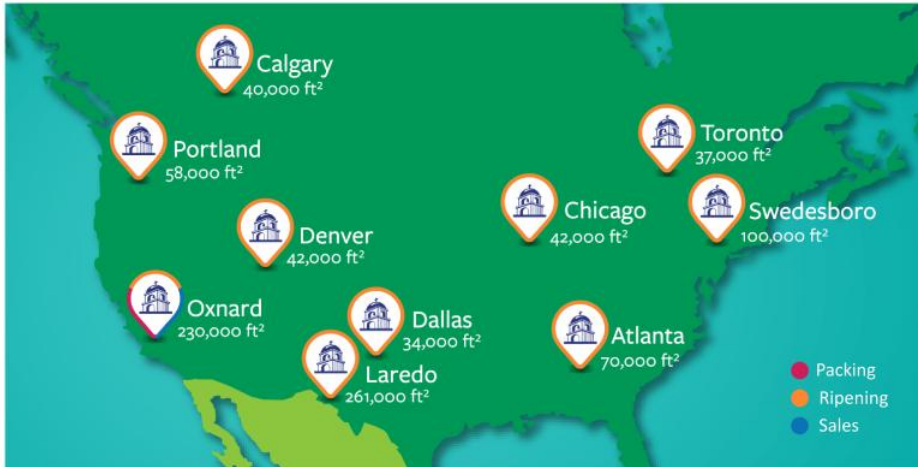 Calgary
40,000 ft²
Portland
58,000 ft²
Toronto
37,000 ft²
Denver
42,000 ft²
Chicago
42,000 ft²
Swedesboro
100,000 ft²
Oxnard
230,000 ft²
Dallas
34,000 ft²
Laredo
261,000 ft²
Atlanta
70,000 ft²
Packing
Ripening
Sales